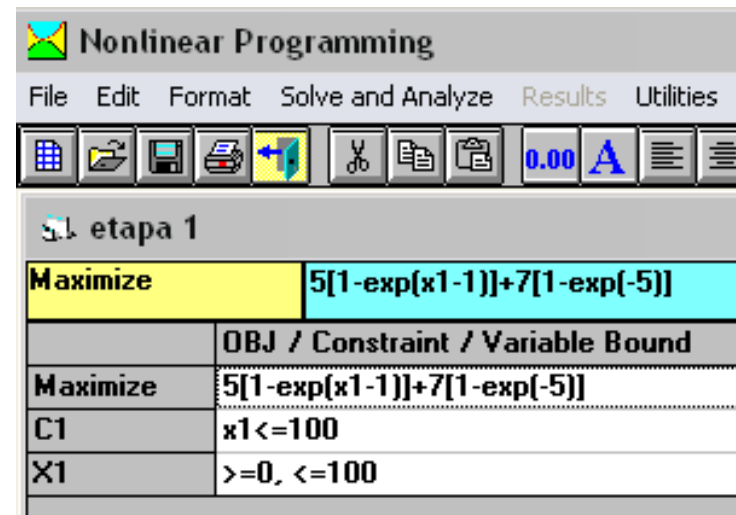 Nonlinear Programming
File Edit Format Solve and Analyze Results Utilities
0.00 A
etapa 1
Maximize 5[1-exp(x1-1)]+7[1-exp(-5)]
OBJ / Constraint / Variable Bound
Maximize 5[1-exp(x1-1)]+7[1-exp(-5)]
C1 x1<=100
X1 >=0, <=100